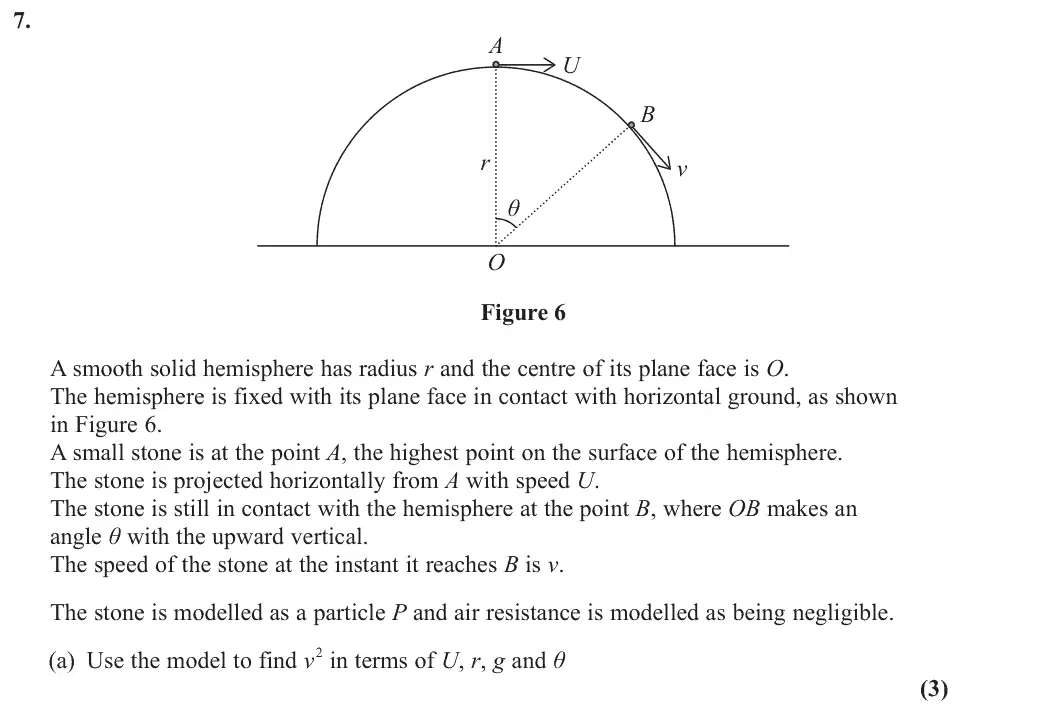 7.
A
U
B
r
v
θ
O
Figure 6
A smooth solid hemisphere has radius r and the centre of its plane face is O.
The hemisphere is fixed with its plane face in contact with horizontal ground, as shown
in Figure 6.
A small stone is at the point A, the highest point on the surface of the hemisphere.
The stone is projected horizontally from A with speed U.
The stone is still in contact with the hemisphere at the point B, where OB makes an
angle θ with the upward vertical.
The speed of the stone at the instant it reaches B is v.
The stone is modelled as a particle P and air resistance is modelled as being negligible.
(a) Use the model to find v² in terms of U, r, g and θ
(3)